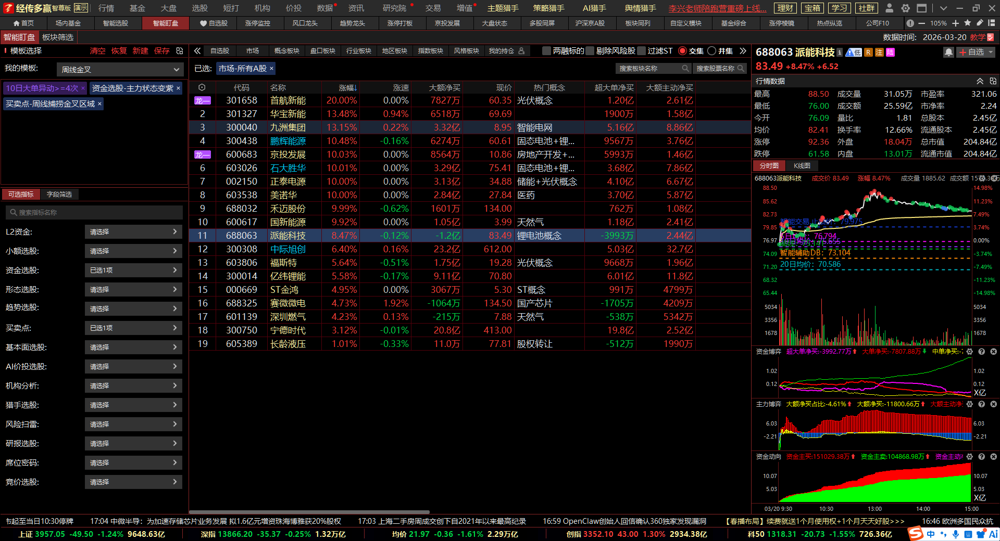 经传多赢 智尊版 演示 行情 基金 大盘 选股 短打 机构 价投 数据 资讯 研究院 交易 增值 主题猎手 策略猎手 AI猎手 舆情猎手 李兴老师陪跑营重磅上线... 理财 宝箱 学习 社群
首页 场内基金 智能选股 智能盯盘 自选股 涨停监控 风口龙头 趋势龙头 涨停打板 京投发展 大盘状态 多股同屏 沪深京A股 板块同列 自定义模块 基金综合 涨停棱镜 热点纵览 公司F10 105%
智能盯盘 板块筛选 数据时间: 2026-03-20 教学
模板选择 清空 恢复 新建 保存
我的模板: 周线金叉
10日大单异动>=4次 × 资金选股-主力状态变紫 ×
买卖点-周线捕捞金叉区域 ×
可选指标 字段筛选
搜索指标名称
L2资金: 请选择
小额选股: 请选择
资金选股: 已选1项
形态选股: 请选择
趋势选股: 请选择
买卖点: 已选1项
基本面选股: 请选择
AI价投选股: 请选择
机构分析: 请选择
猎手选股: 请选择
风险扫雷: 请选择
研报选股: 请选择
席位密码: 请选择
竞价选股: 请选择
自选股 市场 概念板块 盘口板块 行业板块 地区板块 指数板块 风格板块 我的持仓 两融标的 剔除风险股 过滤ST 交集 并集
已选: 市场-所有A股 × 搜索板块名称 搜索股票名称
代码 名称 涨幅↓ 涨速 大额净买 现价 热门概念 超大单净买 大额主动净买
龙一 301658 首航新能 20.00% 0.00% 7827万 60.35 光伏概念 1.20亿 2.61亿
2 301327 华宝新能 13.48% 0.94% 6518万 69.69 1900万 1.58亿
3 300040 九洲集团 13.15% 0.22% 3.32亿 8.95 智能电网 5.16亿 8.86亿
4 300438 鹏辉能源 10.48% -0.16% 6274万 60.61 固态电池+锂... 9567万 3.76亿
龙一 600683 京投发展 10.03% 0.00% 8564万 10.86 房地产开发+... 5993万 1.46亿
6 603026 石大胜华 10.01% 0.00% 3.29亿 75.41 固态电池+锂... 3.68亿 7.86亿
7 002150 正泰电源 10.00% 0.00% 3.13亿 34.88 储能+光伏概念 4.10亿 6.67亿
8 603538 美诺华 10.00% 0.00% 2.84亿 27.84 医药 3.70亿 5.87亿
9 688032 禾迈股份 9.99% -0.62% 1601万 134.00 762万 1.08亿
10 600617 国新能源 9.92% 0.00% 1.05亿 3.99 天然气 1.18亿 2.41亿
11 688063 派能科技 8.47% -0.12% -1.2亿 83.49 锂电池概念 -3993万 2.44亿
12 300308 中际旭创 6.40% 0.16% 23.2亿 612.00 5.03亿 32.7亿
13 603806 福斯特 5.64% -0.51% 1.75亿 19.28 光伏概念 9668万 1.96亿
14 300014 亿纬锂能 5.58% -0.17% 9.11亿 70.80 6.01亿 11.8亿
15 000669 ST金鸿 4.95% 0.00% 3067万 5.30 ST概念 991万 4799万
16 688325 赛微微电 4.73% 1.92% -1064万 134.50 国产芯片 -1705万 4209万
17 601139 深圳燃气 4.23% 0.13% -215万 7.88 天然气 -538万 5342万
18 300750 宁德时代 3.12% -0.01% 20.8亿 413.00 19.8亿 2.52亿
19 605389 长龄液压 1.01% -0.33% 11.0万 77.81 股权转让 -512万 1990万
688063 派能科技 低 R 注 陆 自选
83.49 +8.47% +6.52
行情数据
最高 88.50 成交量 31.05万 市盈率 321.06
最低 76.00 成交额 25.59亿 市净率 2.24
今开 76.09 量比 1.81 总股本 2.45亿
均价 82.41 换手率 12.66% 流通股本 2.45亿
涨停 92.36 外盘 18.04万 总市值 204.84亿
跌停 61.58 内盘 13.01万 流通市值 204.84亿
分时图 K线图
688063派能科技 成交价 83.49 涨幅 8.47% 成交量 1885.62 成交额
88.50 14.98%
85.62 11.23%
82.73 7.49%
79.85 3.74%
76.97 76.794 0.00%
74.09 智能辅助DB: 73.104 -3.74%
71.20 20日均价: 70.586 -7.49%
68.32 -11.23%
65.44 -14.98%
5034 5034
3356 3356
1678 1678
资金博弈 超大单净买:-3992.77万 大单净买:-7807.88万 中单净买:-
1.02 1.02
0.12 0.12
X亿
主力博弈 大额净买占比:-4.61% 大额净买:-11800.66万 大额主动净
6.03 6.03
-2.21 -2.21
资金动向 资金主买:151029.38万 资金主卖:104868.98万 资金主动
10.07 10.07
5.03 5.03
X亿
03/20 9:30 10:30 13:00 14:00 15:00
市起至当日10:30停牌 17:04 中微半导: 为加速存储芯片业务发展 拟1.6亿元增资珠海博雅获20%股权 17:03 上海二手房周成交创下自2021年以来最高纪录 16:59 OpenClaw创始人回信确认360独家发现漏洞 【春播布局】续费就送1个月使用权+1个月天天好股>>> 16:46 欧洲多国民众抗
上证 3957.05 -49.50 -1.24% 9648.63亿 深指 13866.20 -35.37 -0.25% 1.32万亿 均价 21.97 -0.36 -1.61% 2.29万亿 创指 3352.10 43.00 1.30% 2934.38亿 科50 1318.31 -20.73 -1.55% 726.36亿 中 Ai